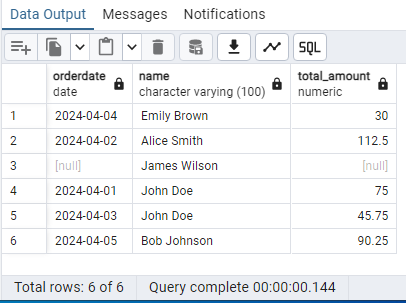 Data Output Messages Notifications
SQL
orderdate name total_amount
date character varying (100) numeric
1 2024-04-04 Emily Brown 30
2 2024-04-02 Alice Smith 112.5
3 [null] James Wilson [null]
4 2024-04-01 John Doe 75
5 2024-04-03 John Doe 45.75
6 2024-04-05 Bob Johnson 90.25
Total rows: 6 of 6 Query complete 00:00:00.144